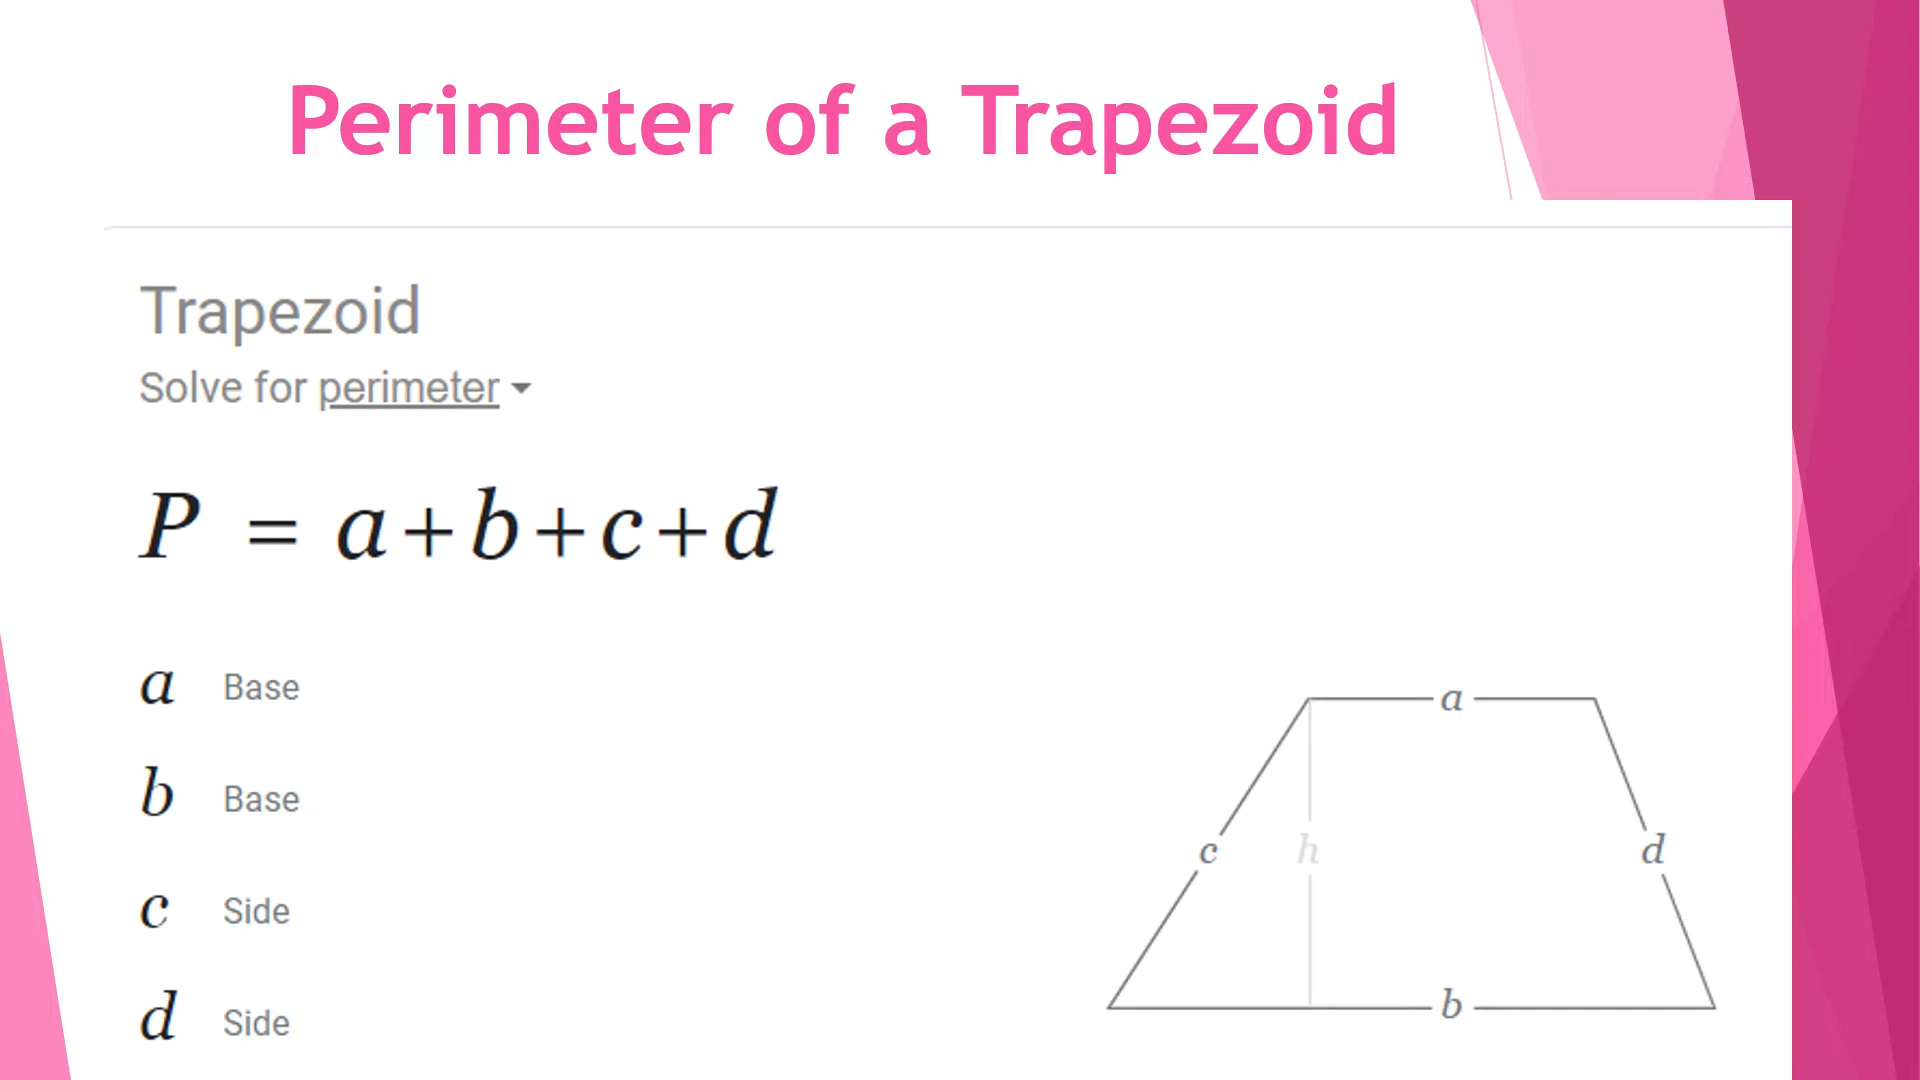 Perimeter of a Trapezoid
Trapezoid
Solve for perimeter
P = a+b+c+d
a Base
b Base
c Side
d Side
a
c h d
b